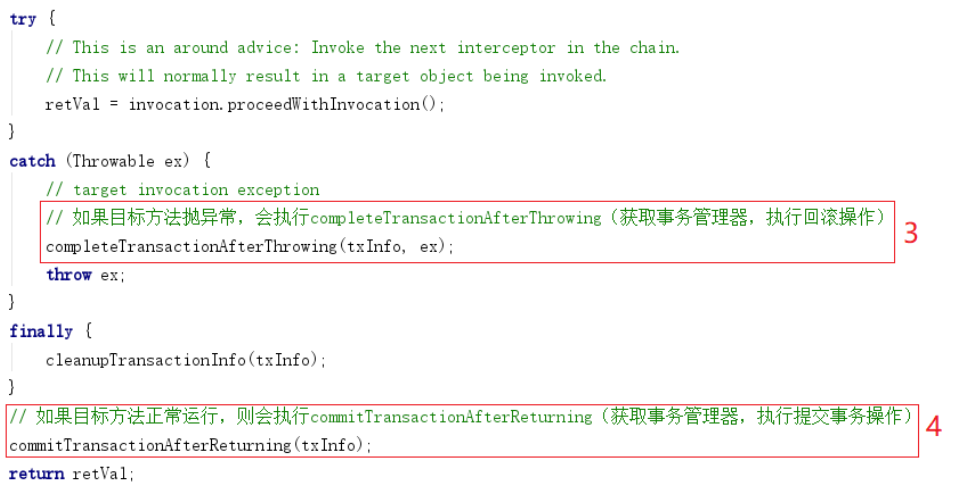 try {
// This is an around advice: Invoke the next interceptor in the chain.
// This will normally result in a target object being invoked.
retVal = invocation.proceedWithInvocation();
}
catch (Throwable ex) {
// target invocation exception
// 如果目标方法抛异常，会执行completeTransactionAfterThrowing（获取事务管理器，执行回滚操作）
completeTransactionAfterThrowing(txInfo, ex);
3
throw ex;
}
finally {
cleanupTransactionInfo(txInfo);
}
// 如果目标方法正常运行，则会执行commitTransactionAfterReturning（获取事务管理器，执行提交事务操作）
commitTransactionAfterReturning(txInfo);
4
return retVal;